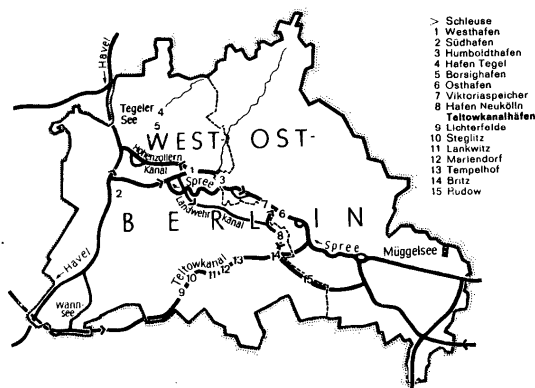 > Schleuse
1 Westhafen
2 Südhafen
3 Humboldthafen
4 Hafen Tegel
5 Borsighafen
6 Osthafen
7 Viktoriaspeicher
8 Hafen Neukölln
Teltowkanalhäfen
9 Lichterfelde
10 Steglitz
11 Lankwitz
12 Mariendorf
13 Tempelhof
14 Britz
15 Rudow
Havel
Tegeler
See
4
5
WEST-
OST-
Hohenzollern
Kanal
1
3
Spree
2
Landwehrkanal
7
6
BERLIN
8
Spree
Müggelsee
Havel
Teltowkanal
14
13
12
11
10
9
15
Wann-
see